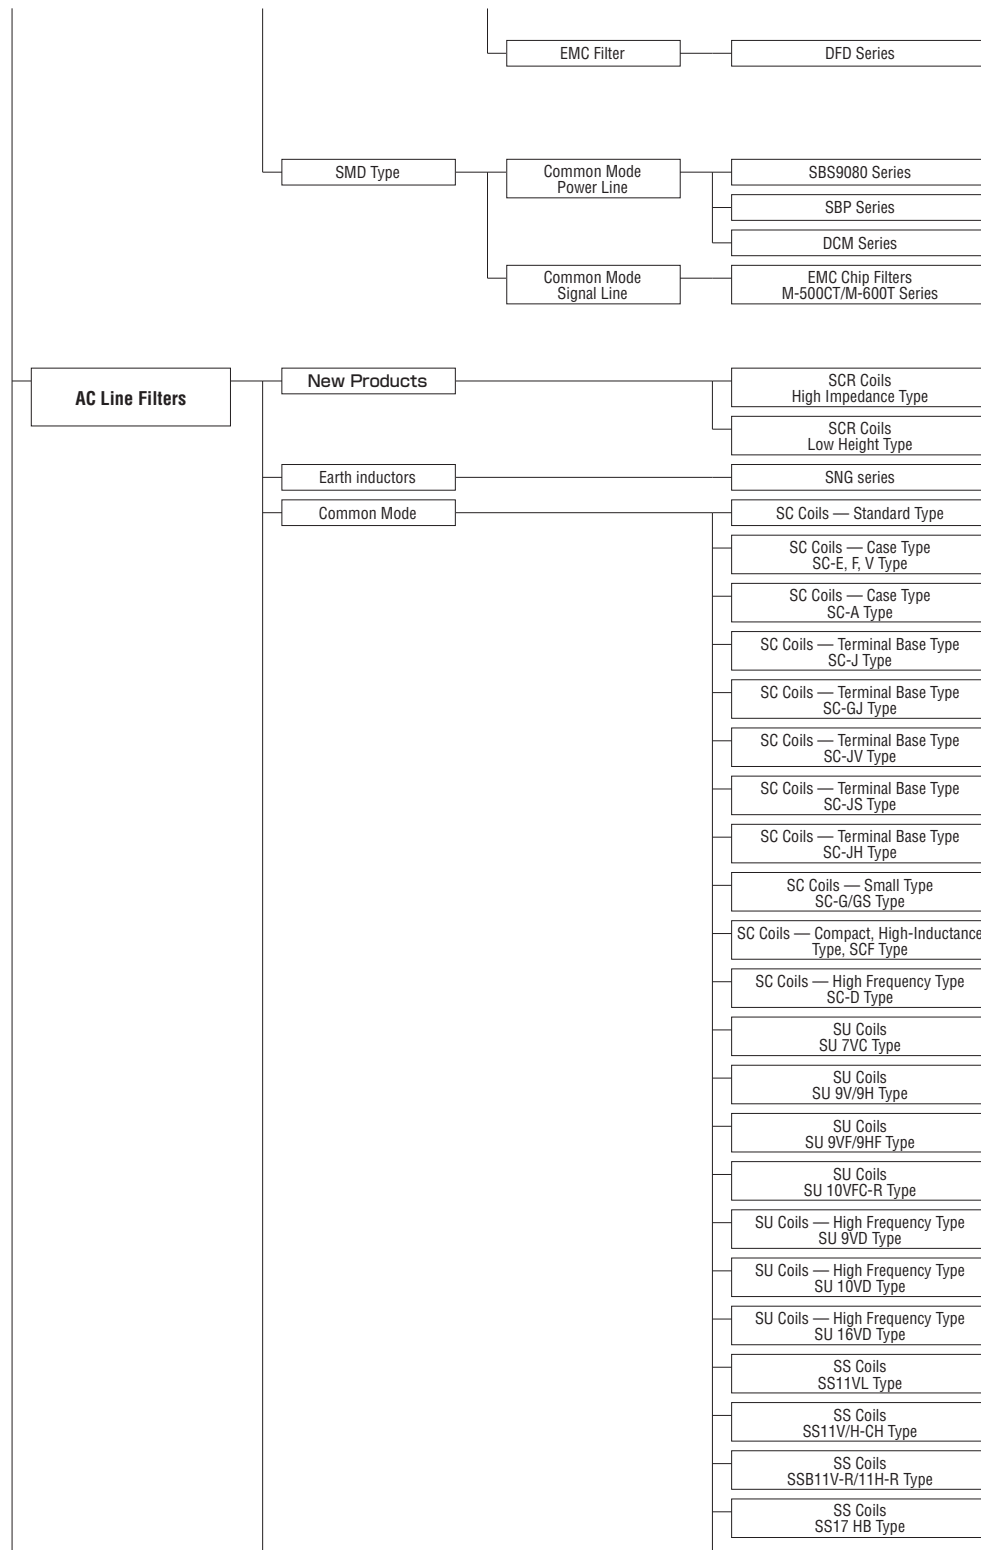 EMC Filter
DFD Series
SMD Type
Common Mode
Power Line
SBS9080 Series
SBP Series
DCM Series
Common Mode
Signal Line
EMC Chip Filters
M-500CT/M-600T Series
AC Line Filters
New Products
SCR Coils
High Impedance Type
SCR Coils
Low Height Type
Earth inductors
SNG series
Common Mode
SC Coils — Standard Type
SC Coils — Case Type
SC-E, F, V Type
SC Coils — Case Type
SC-A Type
SC Coils — Terminal Base Type
SC-J Type
SC Coils — Terminal Base Type
SC-GJ Type
SC Coils — Terminal Base Type
SC-JV Type
SC Coils — Terminal Base Type
SC-JS Type
SC Coils — Terminal Base Type
SC-JH Type
SC Coils — Small Type
SC-G/GS Type
SC Coils — Compact, High-Inductance
Type, SCF Type
SC Coils — High Frequency Type
SC-D Type
SU Coils
SU 7VC Type
SU Coils
SU 9V/9H Type
SU Coils
SU 9VF/9HF Type
SU Coils
SU 10VFC-R Type
SU Coils — High Frequency Type
SU 9VD Type
SU Coils — High Frequency Type
SU 10VD Type
SU Coils — High Frequency Type
SU 16VD Type
SS Coils
SS11VL Type
SS Coils
SS11V/H-CH Type
SS Coils
SSB11V-R/11H-R Type
SS Coils
SS17 HB Type